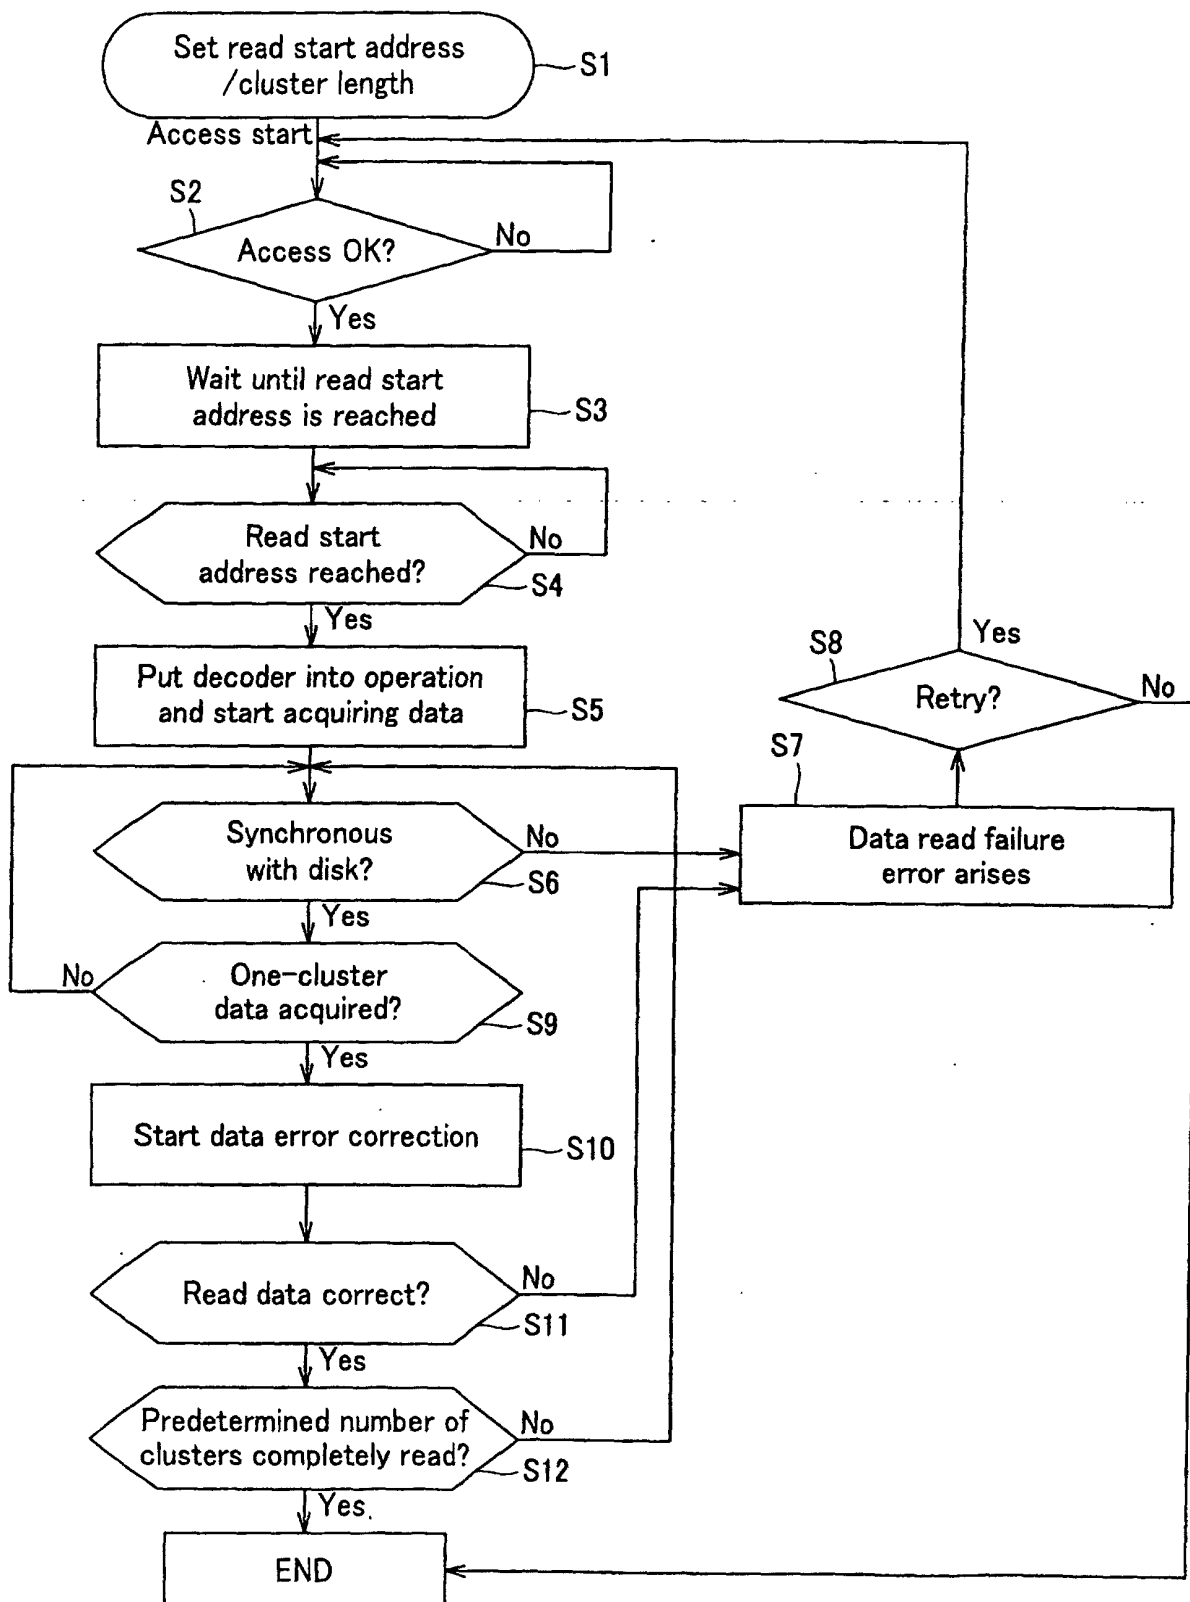 Set read start address
/cluster length
S1
Access start
S2
Access OK?
No
Yes
Wait until read start
address is reached
S3
Read start
address reached?
No
S4
Yes
Put decoder into operation
and start acquiring data
S5
Synchronous
with disk?
No
S6
Yes
S7
Data read failure
error arises
S8
Retry?
Yes
No
One-cluster
data acquired?
No
S9
Yes
Start data error correction
S10
Read data correct?
No
S11
Yes
Predetermined number of
clusters completely read?
No
S12
Yes
END